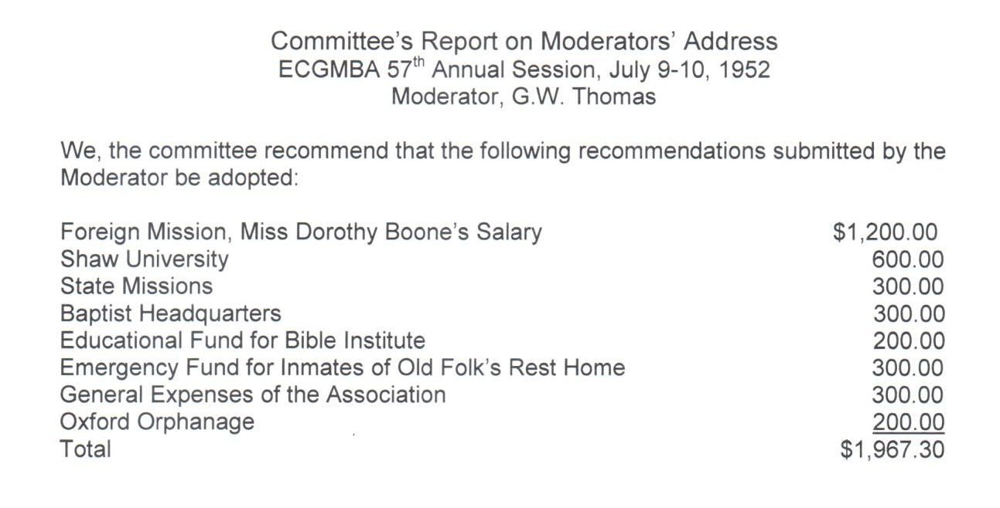 Committee’s Report on Moderators’ Address
ECGMBA 57th Annual Session, July 9-10, 1952
Moderator, G.W. Thomas
We, the committee recommend that the following recommendations submitted by the
Moderator be adopted:
Foreign Mission, Miss Dorothy Boone’s Salary $1,200.00
Shaw University 600.00
State Missions 300.00
Baptist Headquarters 300.00
Educational Fund for Bible Institute 200.00
Emergency Fund for Inmates of Old Folk’s Rest Home 300.00
General Expenses of the Association 300.00
Oxford Orphanage 200.00
Total $1,967.30